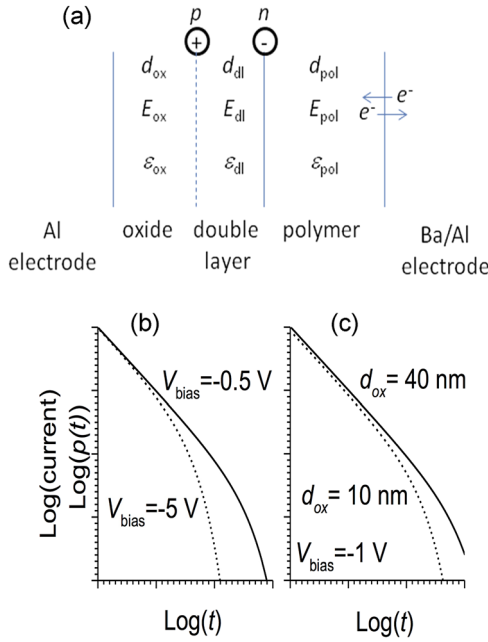 (a)
p n
+ -
d_ox d_dl d_pol
E_ox E_dl E_pol e-
e-
ε_ox ε_dl ε_pol
Al electrode oxide double layer polymer Ba/Al electrode
(b) (c)
Log(current)
Log(p(t))
V_bias=-0.5 V
V_bias=-5 V
d_ox= 40 nm
d_ox= 10 nm
V_bias=-1 V
Log(t) Log(t)